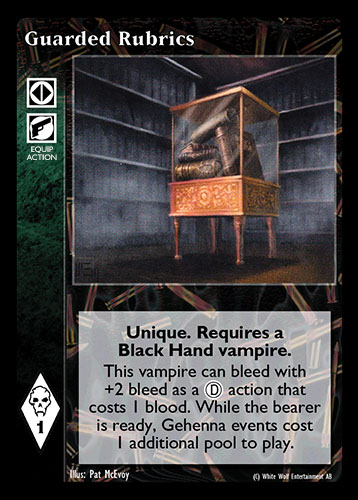 Guarded Rubrics
EQUIP
ACTION
Unique. Requires a
Black Hand vampire.
This vampire can bleed with
+2 bleed as a Ⓓ action that
costs 1 blood. While the bearer
is ready, Gehenna events cost
1 additional pool to play.
1
Illus: Pat McEvoy
(C) White Wolf Entertainment AB